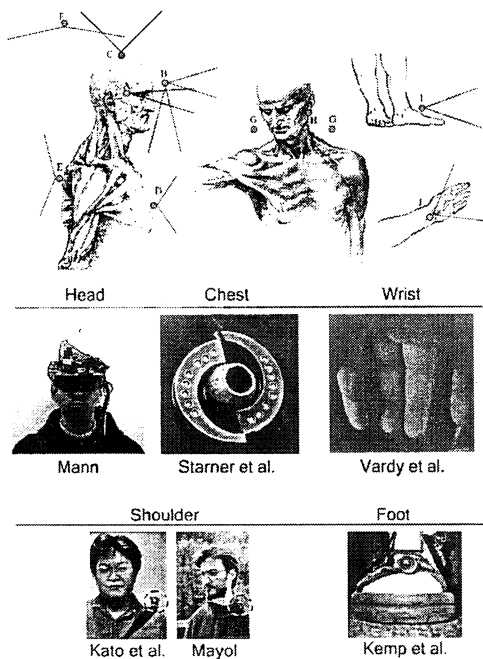 F
C
A
B
G
H
G
I
E
D
J
Head Chest Wrist
Mann Starner et al. Vardy et al.
Shoulder Foot
Kato et al. Mayol Kemp et al.